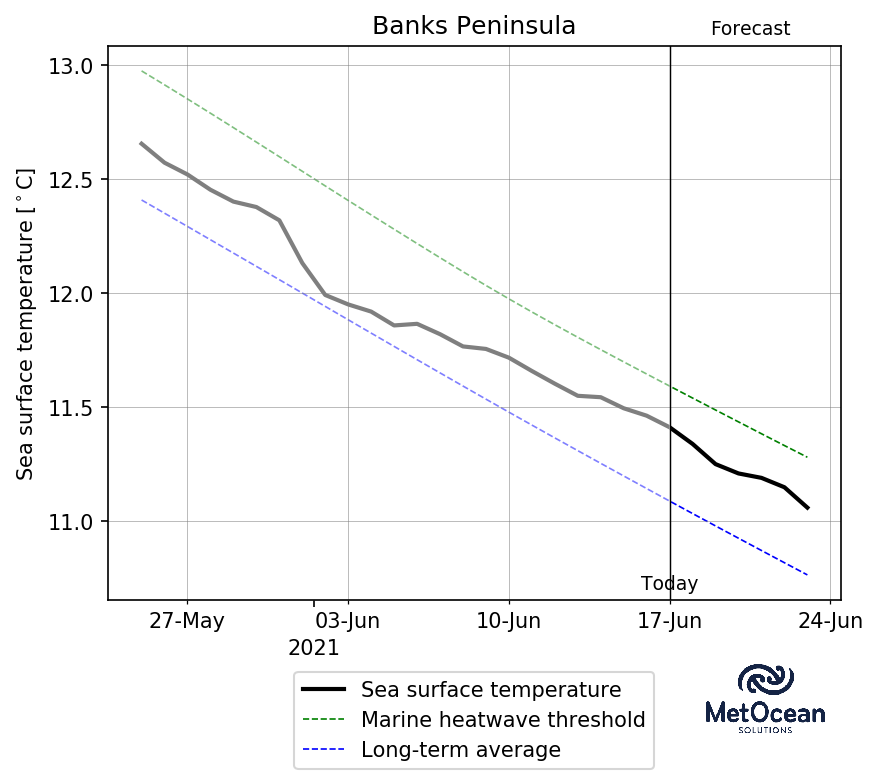 Banks Peninsula
Forecast
Sea surface temperature [°C]
13.0
12.5
12.0
11.5
11.0
Today
27-May
03-Jun
10-Jun
17-Jun
24-Jun
2021
Sea surface temperature
Marine heatwave threshold
Long-term average
MetOcean
SOLUTIONS